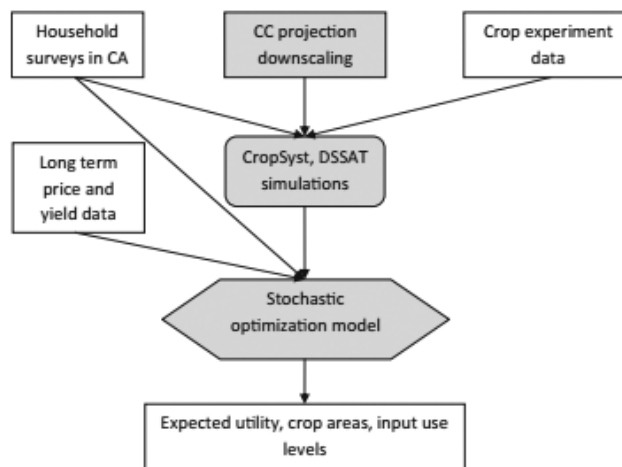 Household
surveys in CA
CC projection
downscaling
Crop experiment
data
Long term
price and
yield data
CropSyst, DSSAT
simulations
Stochastic
optimization model
Expected utility, crop areas, input use
levels